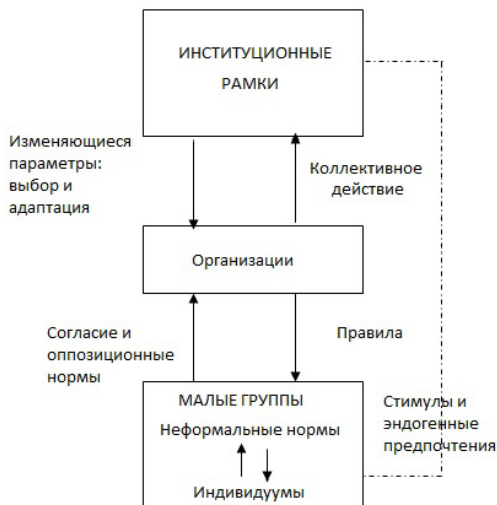 ИНСТИТУЦИОННЫЕ
РАМКИ
Изменяющиеся
параметры:
выбор и
адаптация
Коллективное
действие
Организации
Согласие и
оппозиционные
нормы
Правила
МАЛЫЕ ГРУППЫ
Неформальные нормы
Индивидуумы
Стимулы и
эндогенные
предпочтения